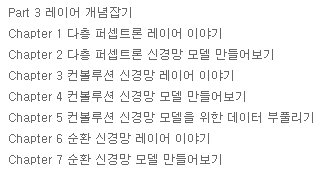 Part 3 레이어 개념잡기
Chapter 1 다층 퍼셉트론 레이어 이야기
Chapter 2 다층 퍼셉트론 신경망 모델 만들어보기
Chapter 3 컨볼루션 신경망 레이어 이야기
Chapter 4 컨볼루션 신경망 모델 만들어보기
Chapter 5 컨볼루션 신경망 모델을 위한 데이터 부풀리기
Chapter 6 순환 신경망 레이어 이야기
Chapter 7 순환 신경망 모델 만들어보기